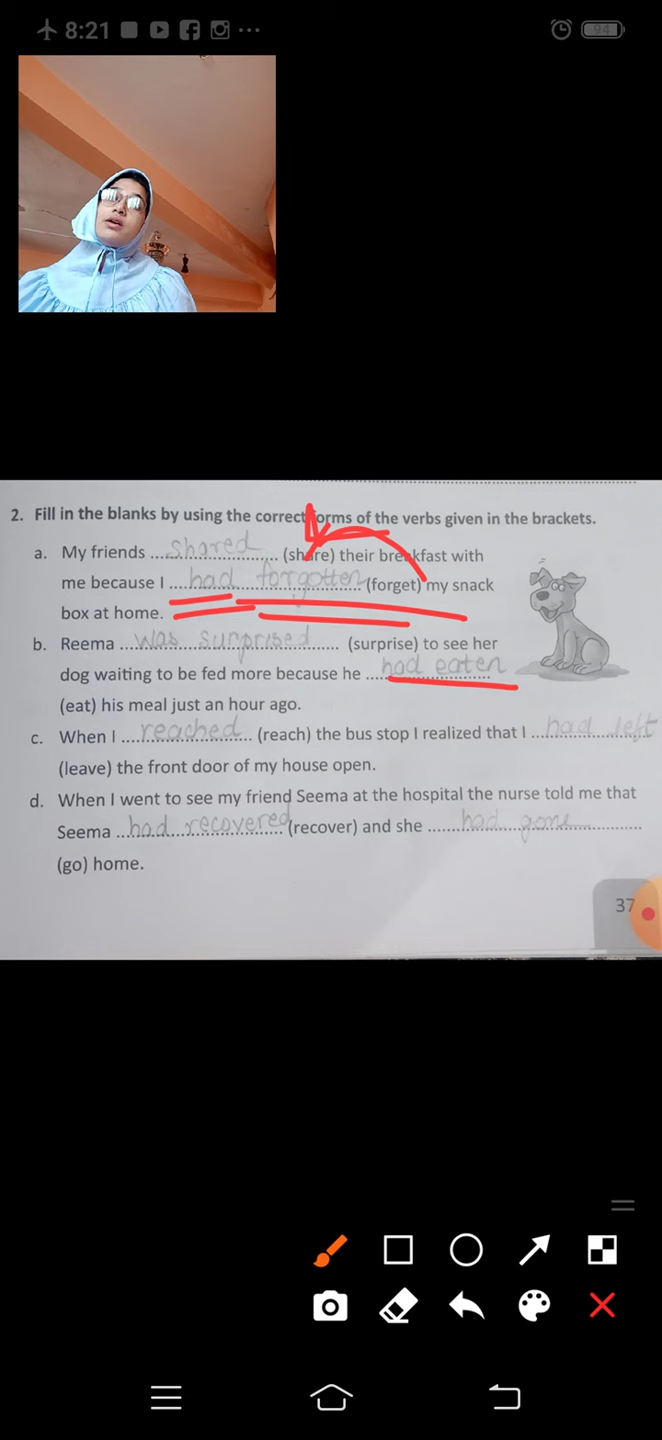 8:21
94
2. Fill in the blanks by using the correct forms of the verbs given in the brackets.
a. My friends ...shared... (share) their breakfast with
me because I ...had forgotten... (forget) my snack
box at home.
b. Reema ...was surprised... (surprise) to see her
dog waiting to be fed more because he ...had eaten...
(eat) his meal just an hour ago.
c. When I ...reached... (reach) the bus stop I realized that I ...had left
(leave) the front door of my house open.
d. When I went to see my friend Seema at the hospital the nurse told me that
Seema ...had recovered... (recover) and she ...had gone...
(go) home.
37